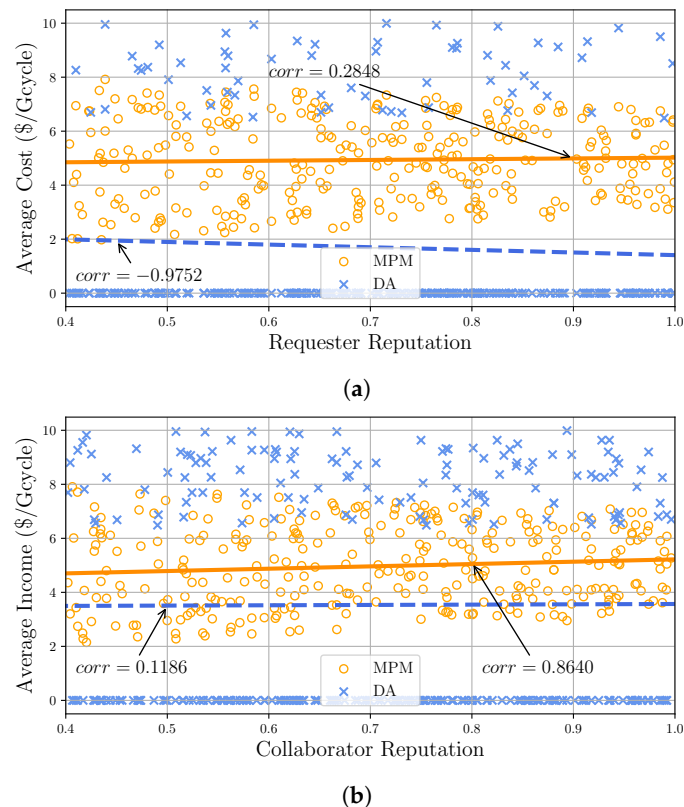 10
8
6
4
2
0
Average Cost ($/Gcycle)
corr = 0.2848
corr = −0.9752
MPM
DA
0.4 0.5 0.6 0.7 0.8 0.9 1.0
Requester Reputation
(a)
10
8
6
4
2
0
Average Income ($/Gcycle)
corr = 0.1186
corr = 0.8640
MPM
DA
0.4 0.5 0.6 0.7 0.8 0.9 1.0
Collaborator Reputation
(b)